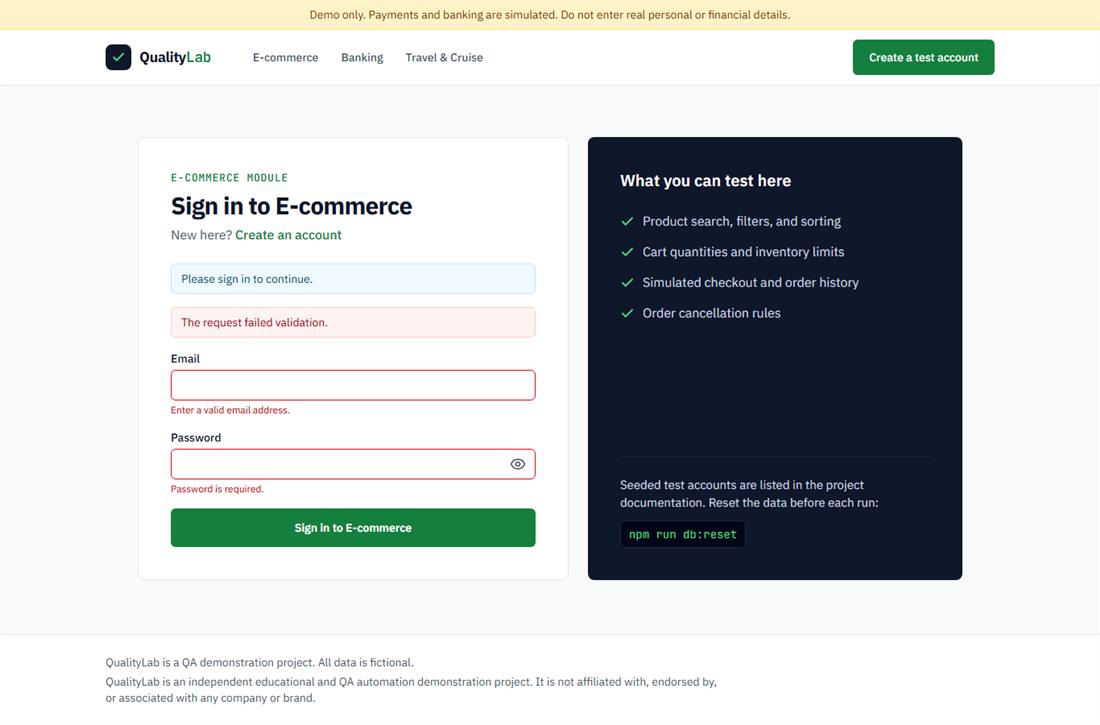 Demo only. Payments and banking are simulated. Do not enter real personal or financial details.
QualityLab
E-commerce
Banking
Travel & Cruise
Create a test account
E-COMMERCE MODULE
Sign in to E-commerce
New here? Create an account
Please sign in to continue.
The request failed validation.
Email
Enter a valid email address.
Password
Password is required.
Sign in to E-commerce
What you can test here
Product search, filters, and sorting
Cart quantities and inventory limits
Simulated checkout and order history
Order cancellation rules
Seeded test accounts are listed in the project
documentation. Reset the data before each run:
npm run db:reset
QualityLab is a QA demonstration project. All data is fictional.
QualityLab is an independent educational and QA automation demonstration project. It is not affiliated with, endorsed by,
or associated with any company or brand.